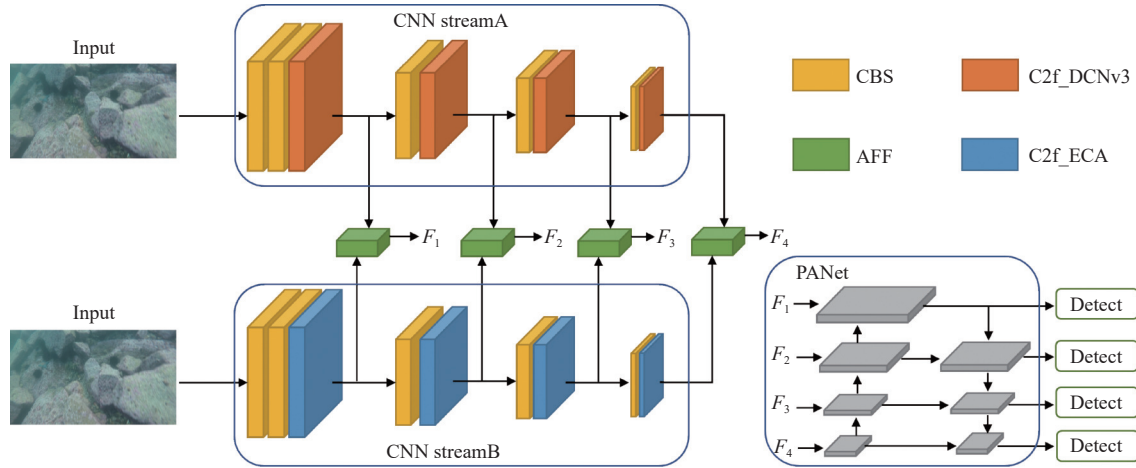 CNN streamA
Input
CBS
C2f_DCNv3
AFF
C2f_ECA
F1
F2
F3
F4
Input
CNN streamB
PANet
F1
Detect
F2
Detect
F3
Detect
F4
Detect